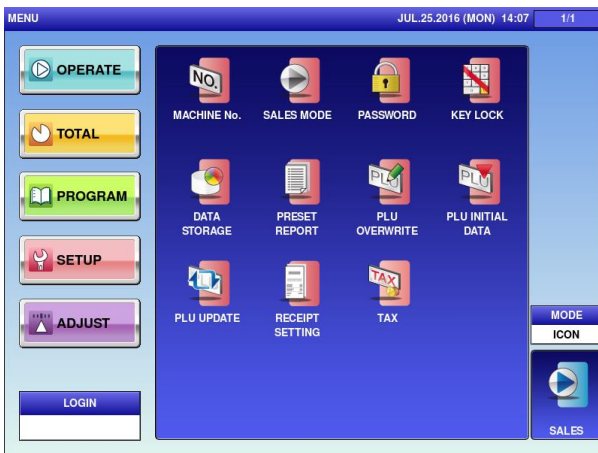 MENU
JUL.25.2016 (MON) 14:07
1/1
OPERATE
TOTAL
PROGRAM
SETUP
ADJUST
LOGIN
NO.
MACHINE No.
SALES MODE
PASSWORD
KEY LOCK
DATA
STORAGE
PRESET
REPORT
PLU
PLU
OVERWRITE
PLU
PLU INITIAL
DATA
PLU UPDATE
RECEIPT
SETTING
TAX
TAX
MODE
ICON
SALES